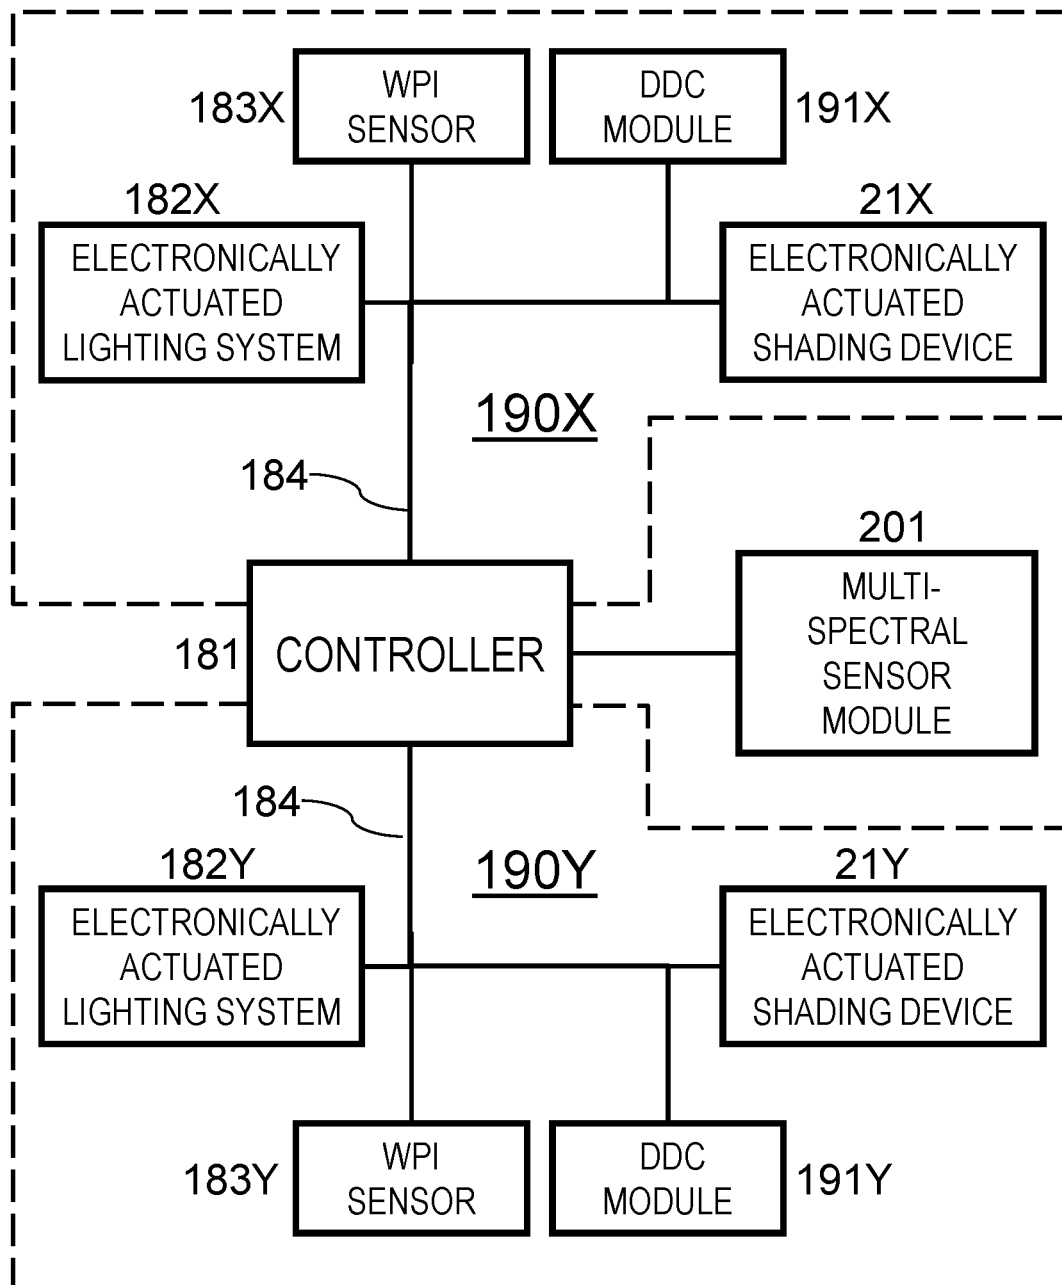 183X
WPI
SENSOR
DDC
MODULE
191X
182X
ELECTRONICALLY
ACTUATED
LIGHTING SYSTEM
21X
ELECTRONICALLY
ACTUATED
SHADING DEVICE
190X
184
201
MULTI-
SPECTRAL
SENSOR
MODULE
181
CONTROLLER
184
190Y
182Y
ELECTRONICALLY
ACTUATED
LIGHTING SYSTEM
21Y
ELECTRONICALLY
ACTUATED
SHADING DEVICE
183Y
WPI
SENSOR
DDC
MODULE
191Y